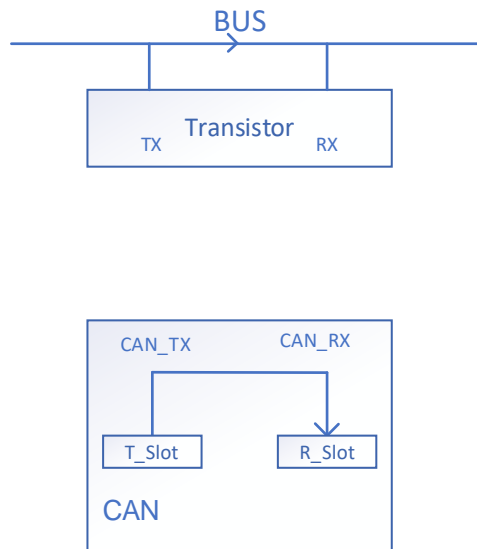 BUS
Transistor
TX RX
CAN_TX CAN_RX
T_Slot R_Slot
CAN